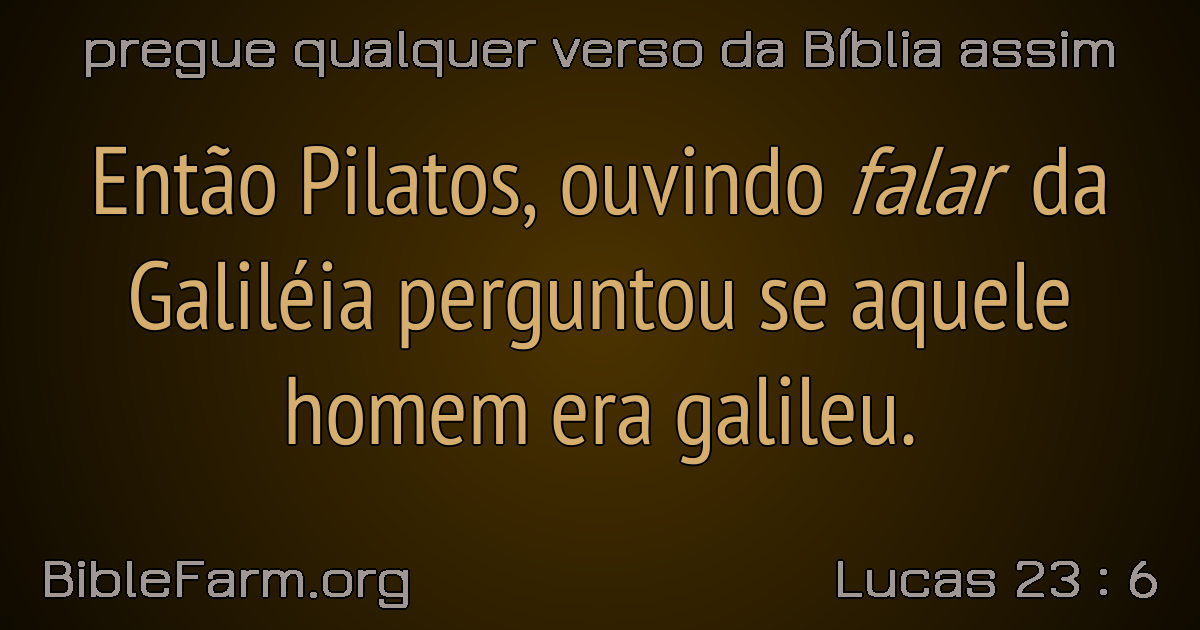 pregue qualquer verso da Bíblia assim
Então Pilatos, ouvindo falar da
Galiléia perguntou se aquele
homem era galileu.
BibleFarm.org
Lucas 23 : 6